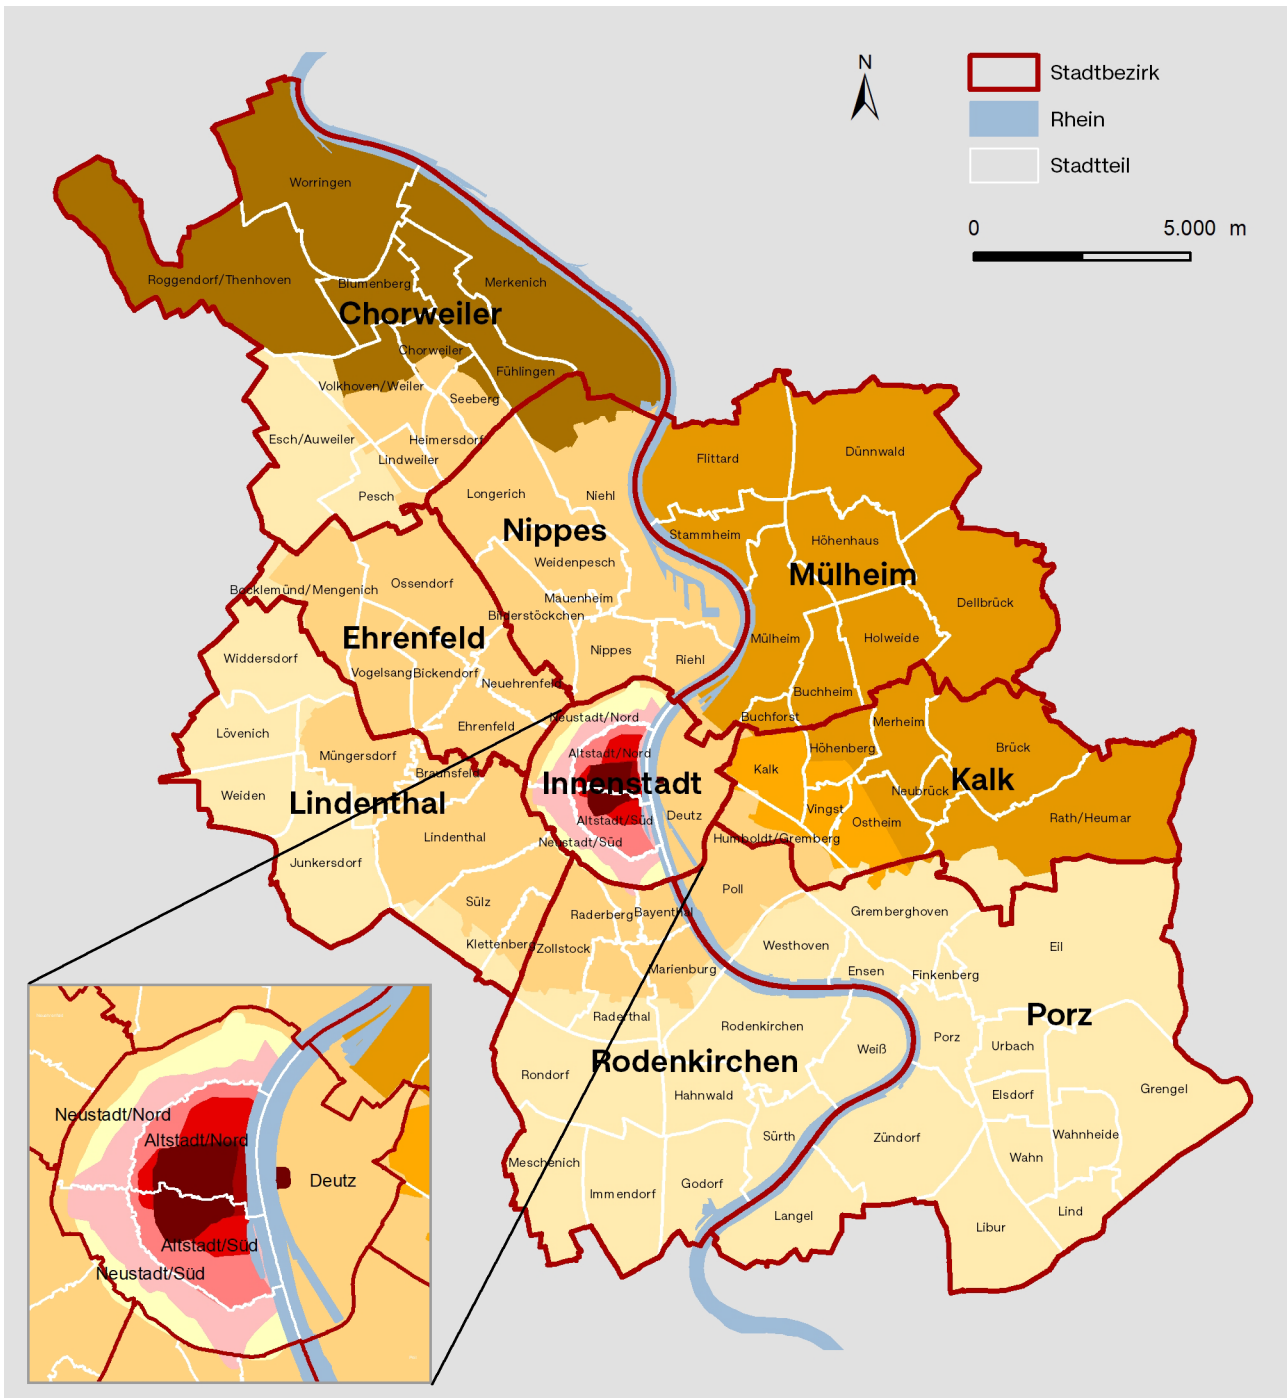 N
Stadtbezirk
Rhein
Stadtteil
0 5.000 m
Worringen
Roggendorf/Thenhoven
Blumenberg
Merkenich
Chorweiler
Chorweiler
Fühlingen
Volkhoven/Weiler
Seeberg
Esch/Auweiler
Heimersdorf
Lindweiler
Pesch
Longerich
Niehl
Nippes
Weidenpesch
Mauenheim
Bilderstöckchen
Nippes
Riehl
Flittard
Dünnwald
Stammheim
Höhenhaus
Mülheim
Dellbrück
Mülheim
Holweide
Buchheim
Buchforst
Bocklemünd/Mengenich
Ossendorf
Ehrenfeld
Vogelsang
Bickendorf
Neuehrenfeld
Ehrenfeld
Widdersdorf
Lövenich
Müngersdorf
Braunsfeld
Weiden
Lindenthal
Lindenthal
Junkersdorf
Sülz
Klettenberg
Neustadt/Nord
Altstadt/Nord
Innenstadt
Altstadt/Süd
Deutz
Neustadt/Süd
Merheim
Höhenberg
Brück
Kalk
Kalk
Neubrück
Vingst
Ostheim
Rath/Heumar
Humboldt/Gremberg
Poll
Raderberg
Bayenthal
Zollstock
Marienburg
Raderthal
Rodenkirchen
Weiß
Rodenkirchen
Rondorf
Hahnwald
Sürth
Meschenich
Immendorf
Godorf
Gremberghoven
Westhoven
Eil
Ensen
Finkenberg
Porz
Porz
Urbach
Elsdorf
Grengel
Wahnheide
Zündorf
Wahn
Langel
Lind
Libur
Neustadt/Nord
Altstadt/Nord
Deutz
Altstadt/Süd
Neustadt/Süd